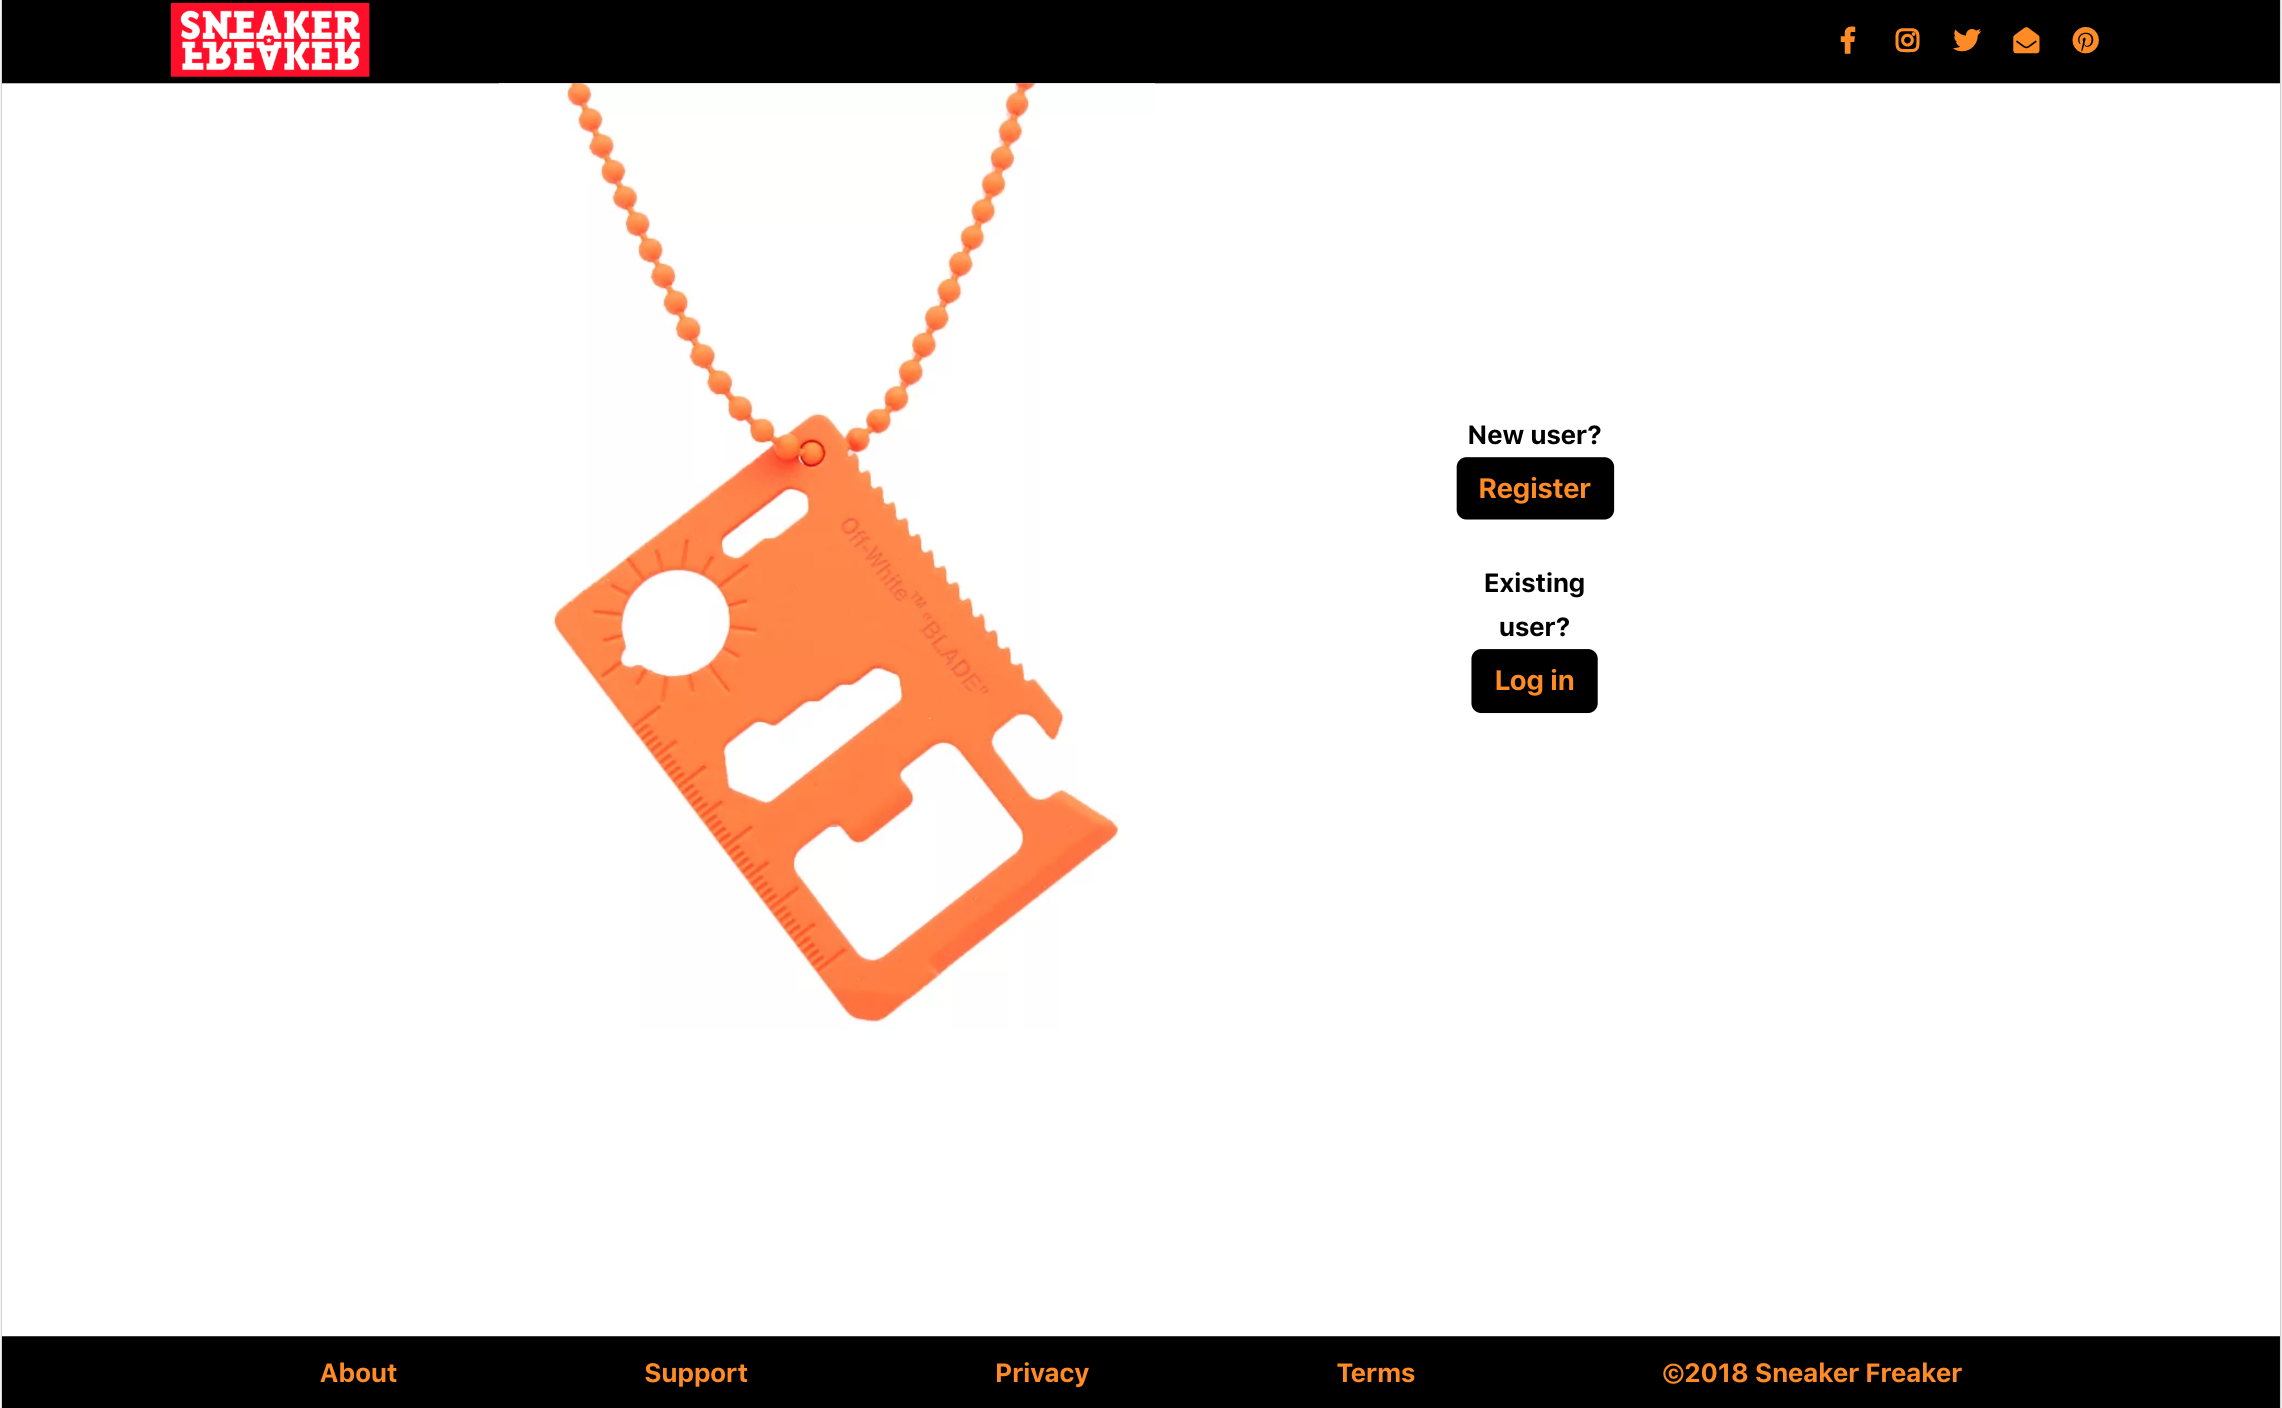 SNEAKER
FREAKER
Off-White™ "BLADE"
New user?
Register
Existing
user?
Log in
About
Support
Privacy
Terms
©2018 Sneaker Freaker